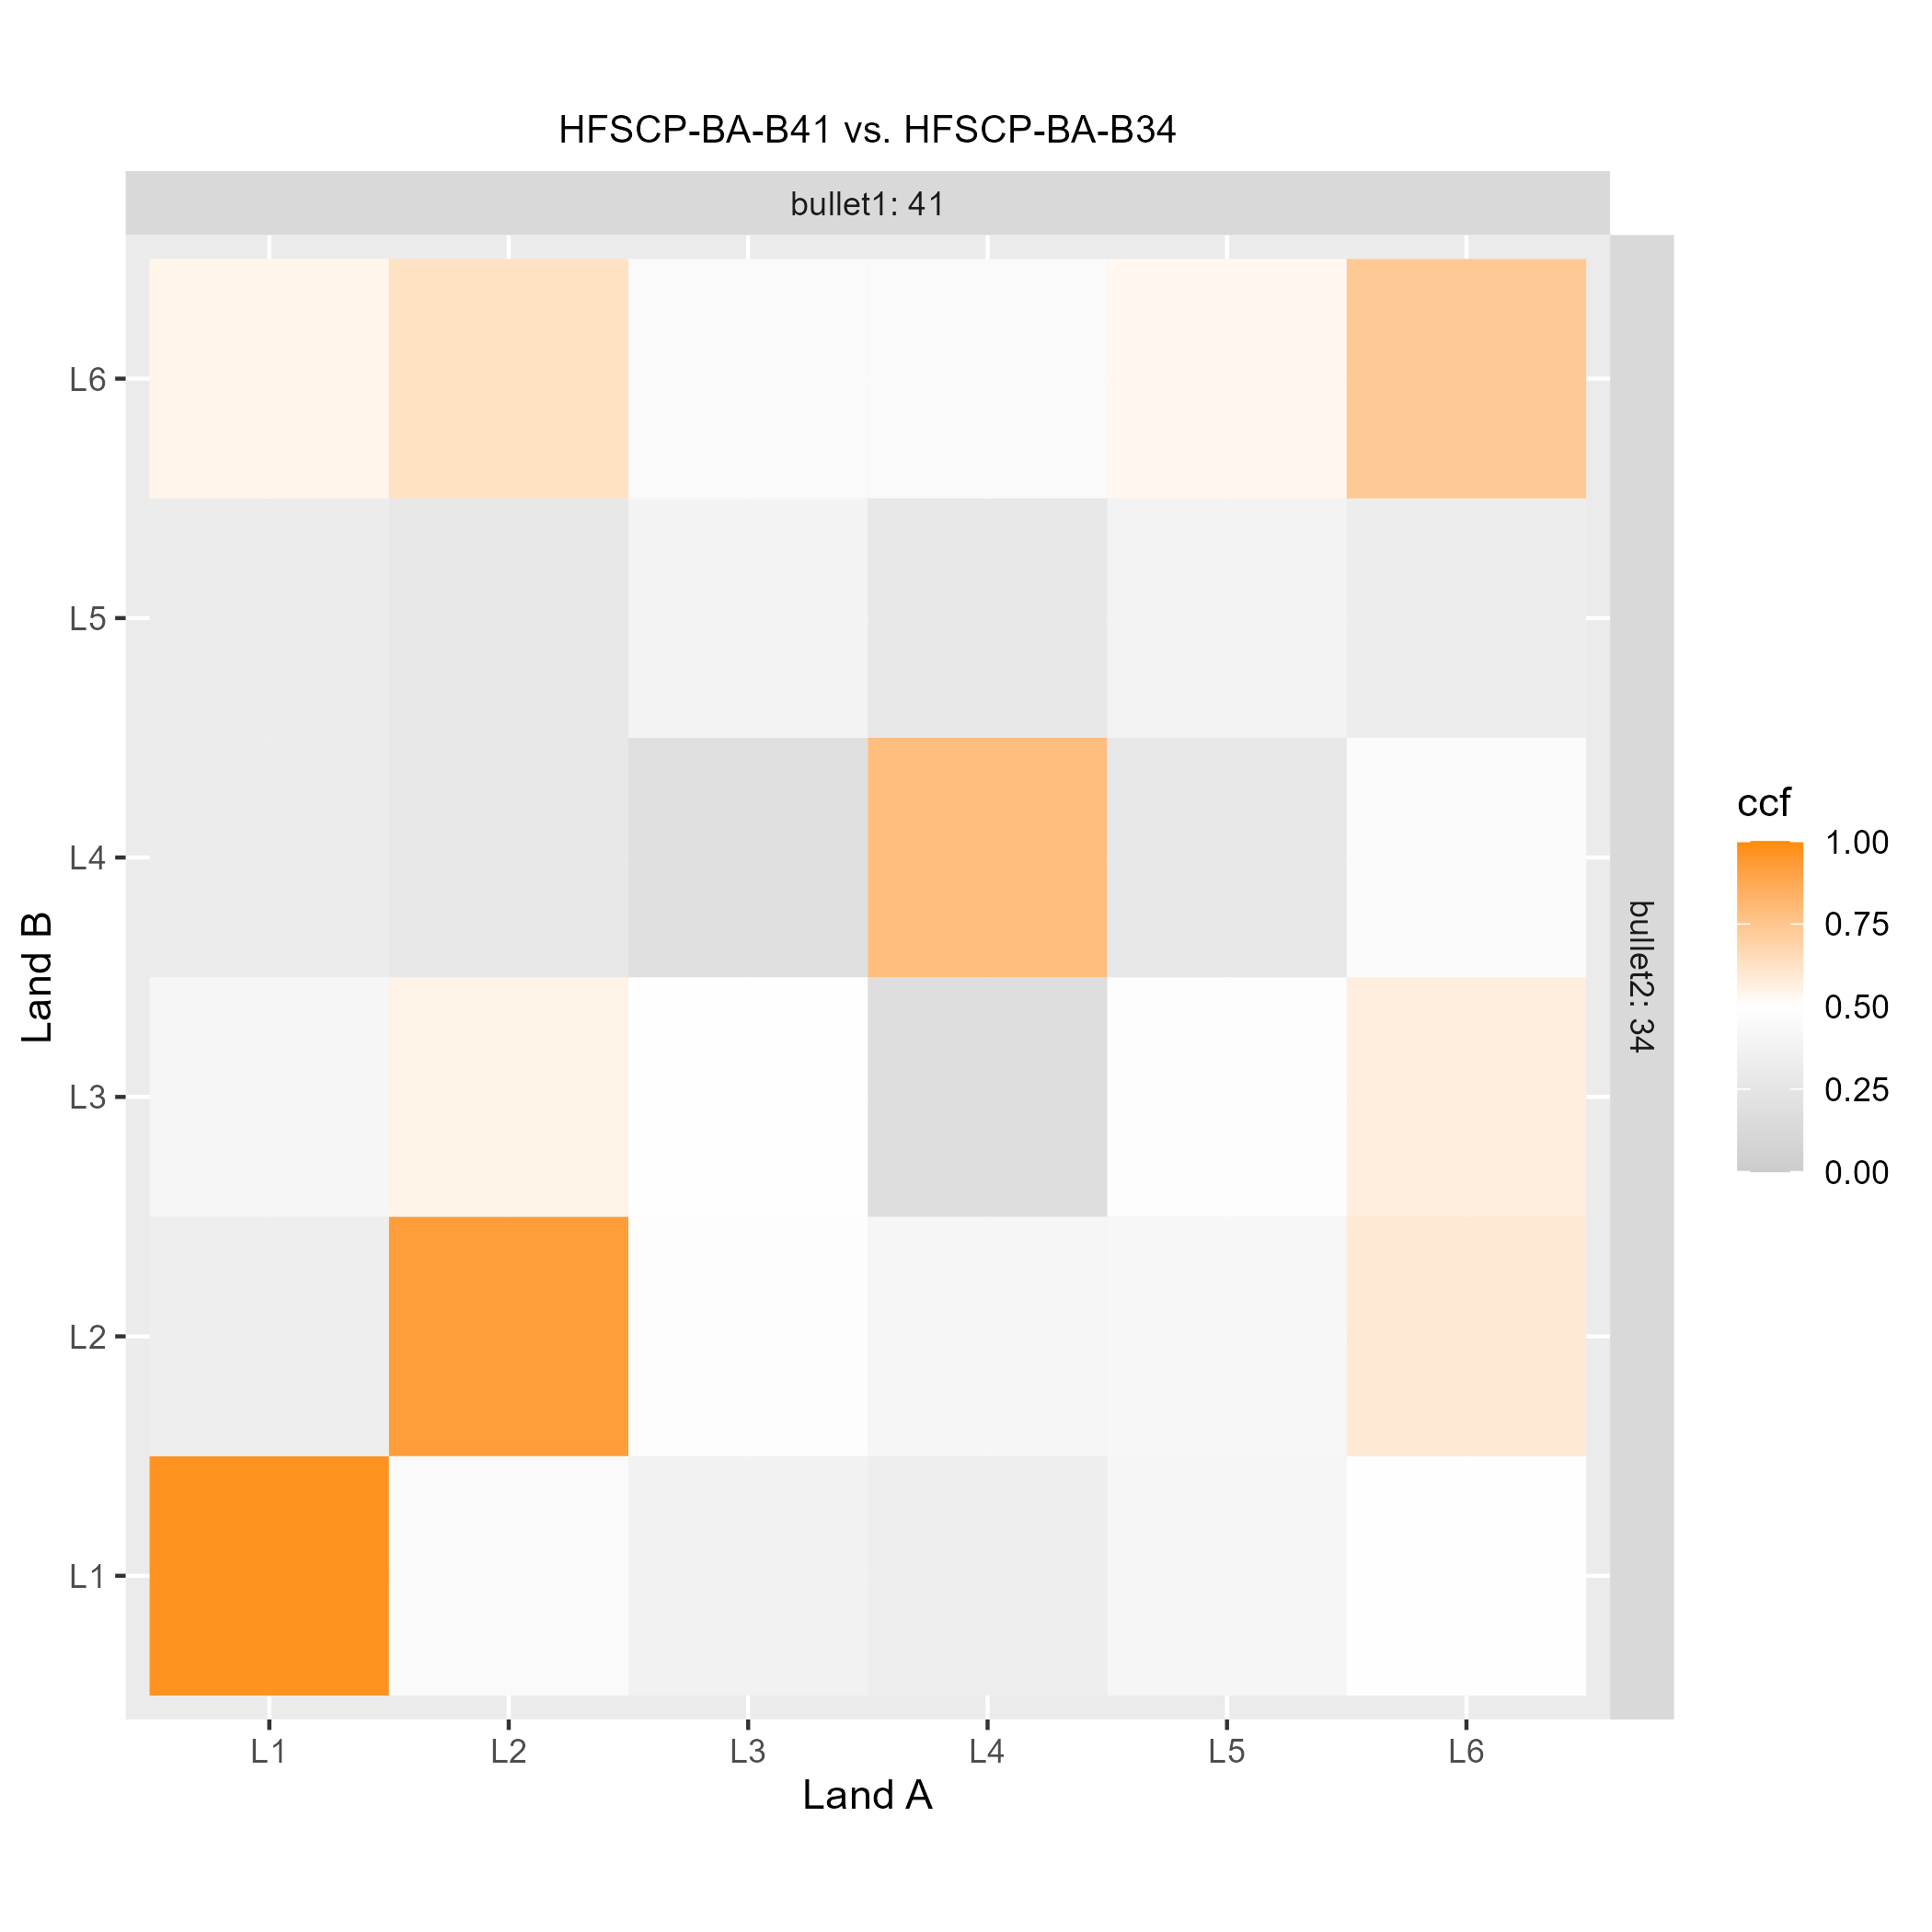 HFSCP-BA-B41 vs. HFSCP-BA-B34
bullet1: 41
bullet2: 34
Land B
L6
L5
L4
L3
L2
L1
L1 L2 L3 L4 L5 L6
Land A
ccf
1.00
0.75
0.50
0.25
0.00